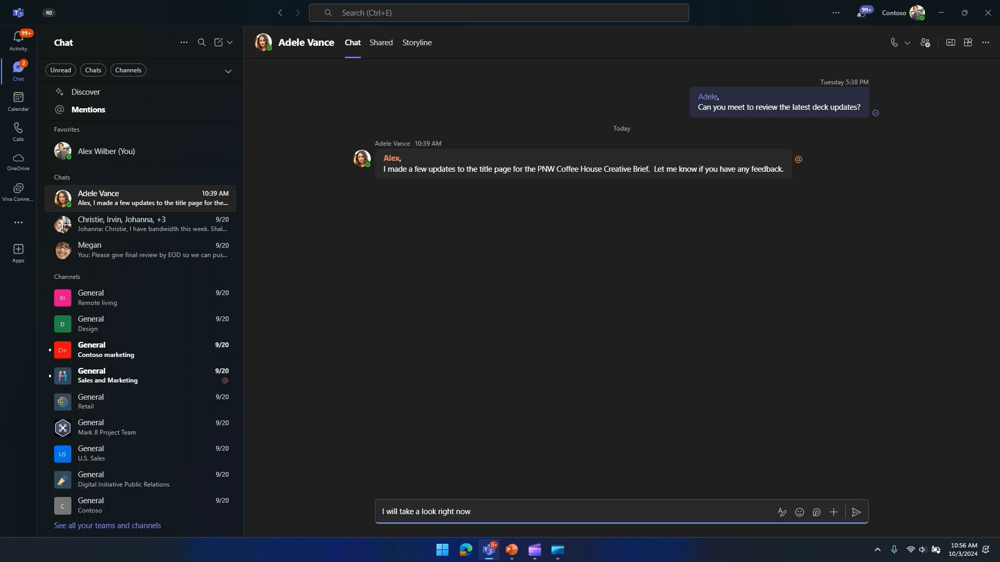 R0
Search (Ctrl+E)
99+
Contoso
99+
Activity
2
Chat
Calendar
Calls
OneDrive
Viva Conne...
Apps
Chat
Unread
Chats
Channels
Discover
Mentions
Favorites
Alex Wilber (You)
Chats
Adele Vance 10:39 AM
Alex, I made a few updates to the title page for the...
Christie, Irvin, Johanna, +3 9/20
Johanna: Christie, I have bandwidth this week. Shal...
Megan 9/20
You: Please give final review by EOD so we can pus...
Channels
RI
General 9/20
Remote living
D
General 9/20
Design
Cm
General 9/20
Contoso marketing
General 9/20
Sales and Marketing @
General 9/20
Retail
General 9/20
Mark 8 Project Team
US
General 9/20
U.S. Sales
General 9/20
Digital Initiative Public Relations
C
General 9/20
Contoso
See all your teams and channels
Adele Vance Chat Shared Storyline
Tuesday 5:38 PM
Adele,
Can you meet to review the latest deck updates?
Today
Adele Vance 10:39 AM
Alex,
I made a few updates to the title page for the PNW Coffee House Creative Brief. Let me know if you have any feedback.
@
I will take a look right now
9+
10:56 AM
10/3/2024